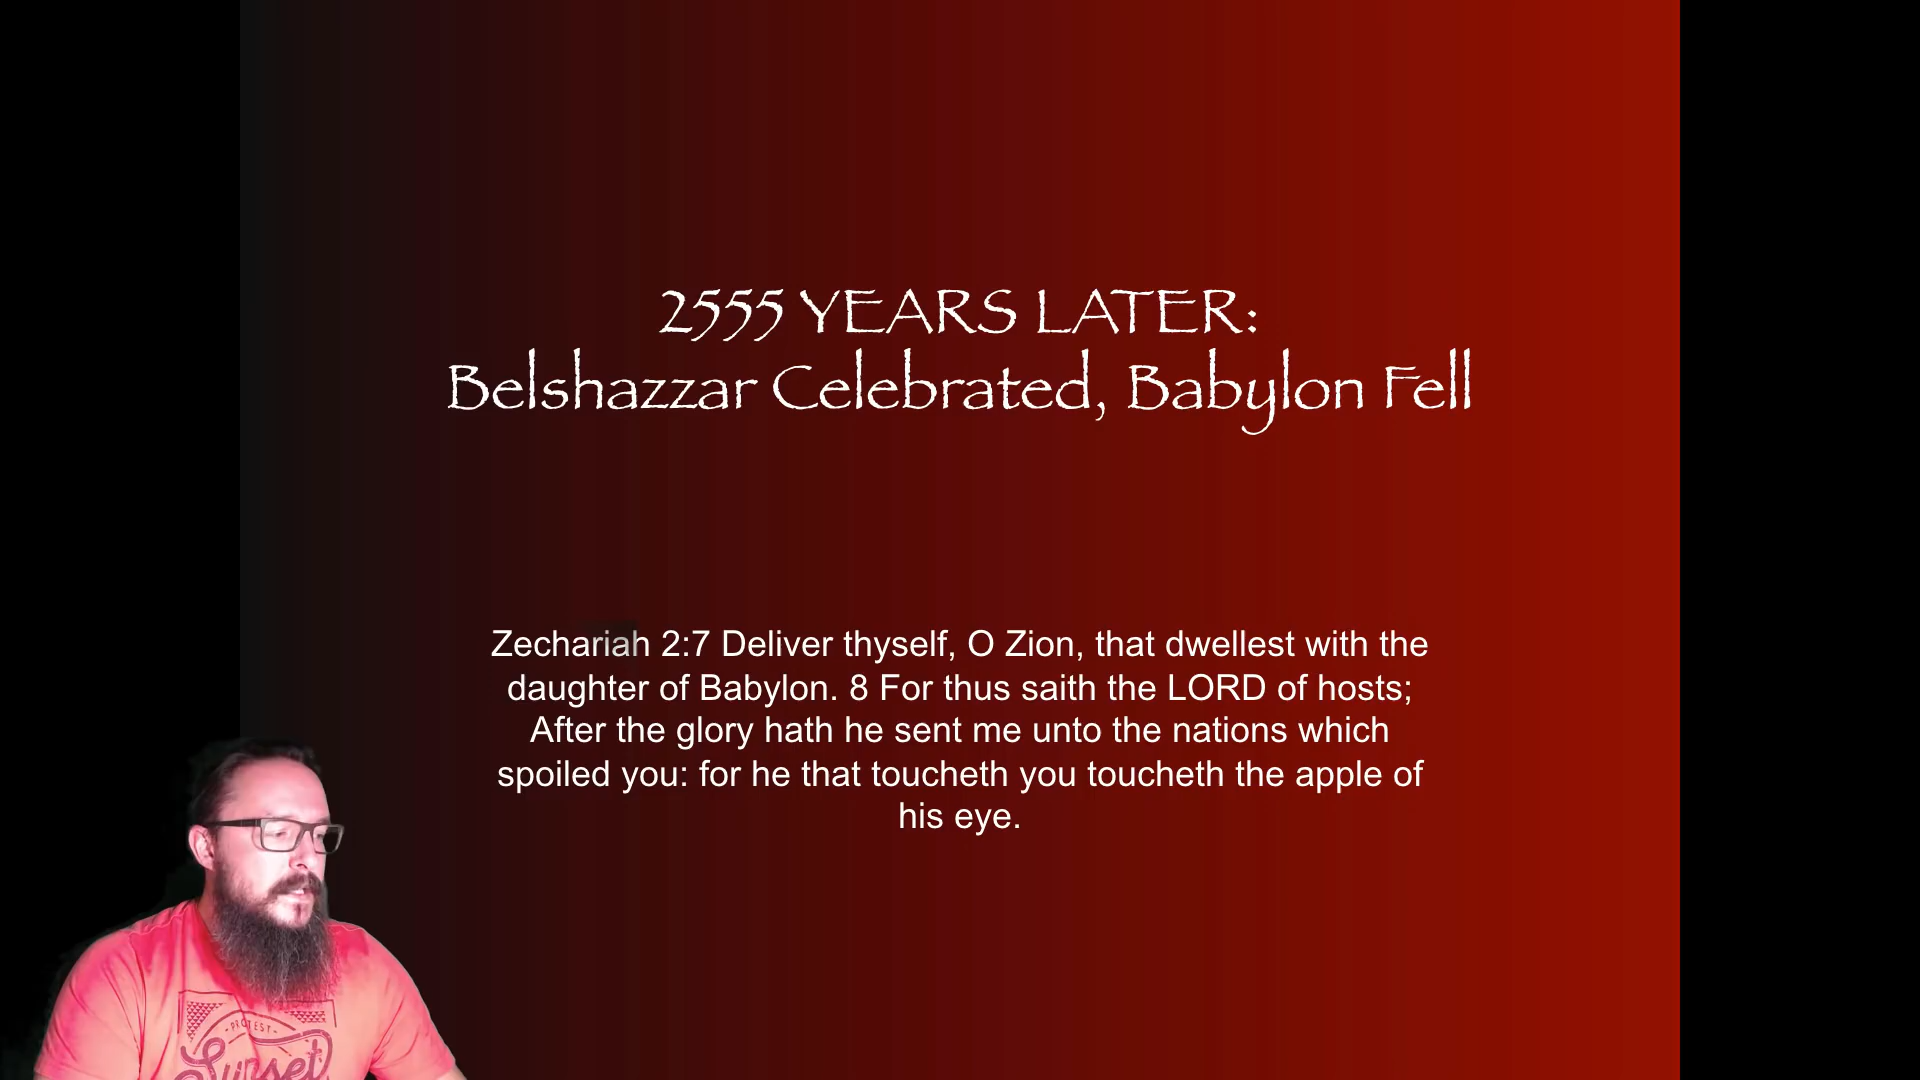 2555 YEARS LATER:
Belshazzar Celebrated, Babylon Fell
Zechariah 2:7 Deliver thyself, O Zion, that dwellest with the
daughter of Babylon. 8 For thus saith the LORD of hosts;
After the glory hath he sent me unto the nations which
spoiled you: for he that toucheth you toucheth the apple of
his eye.
PROTEST
Sunset